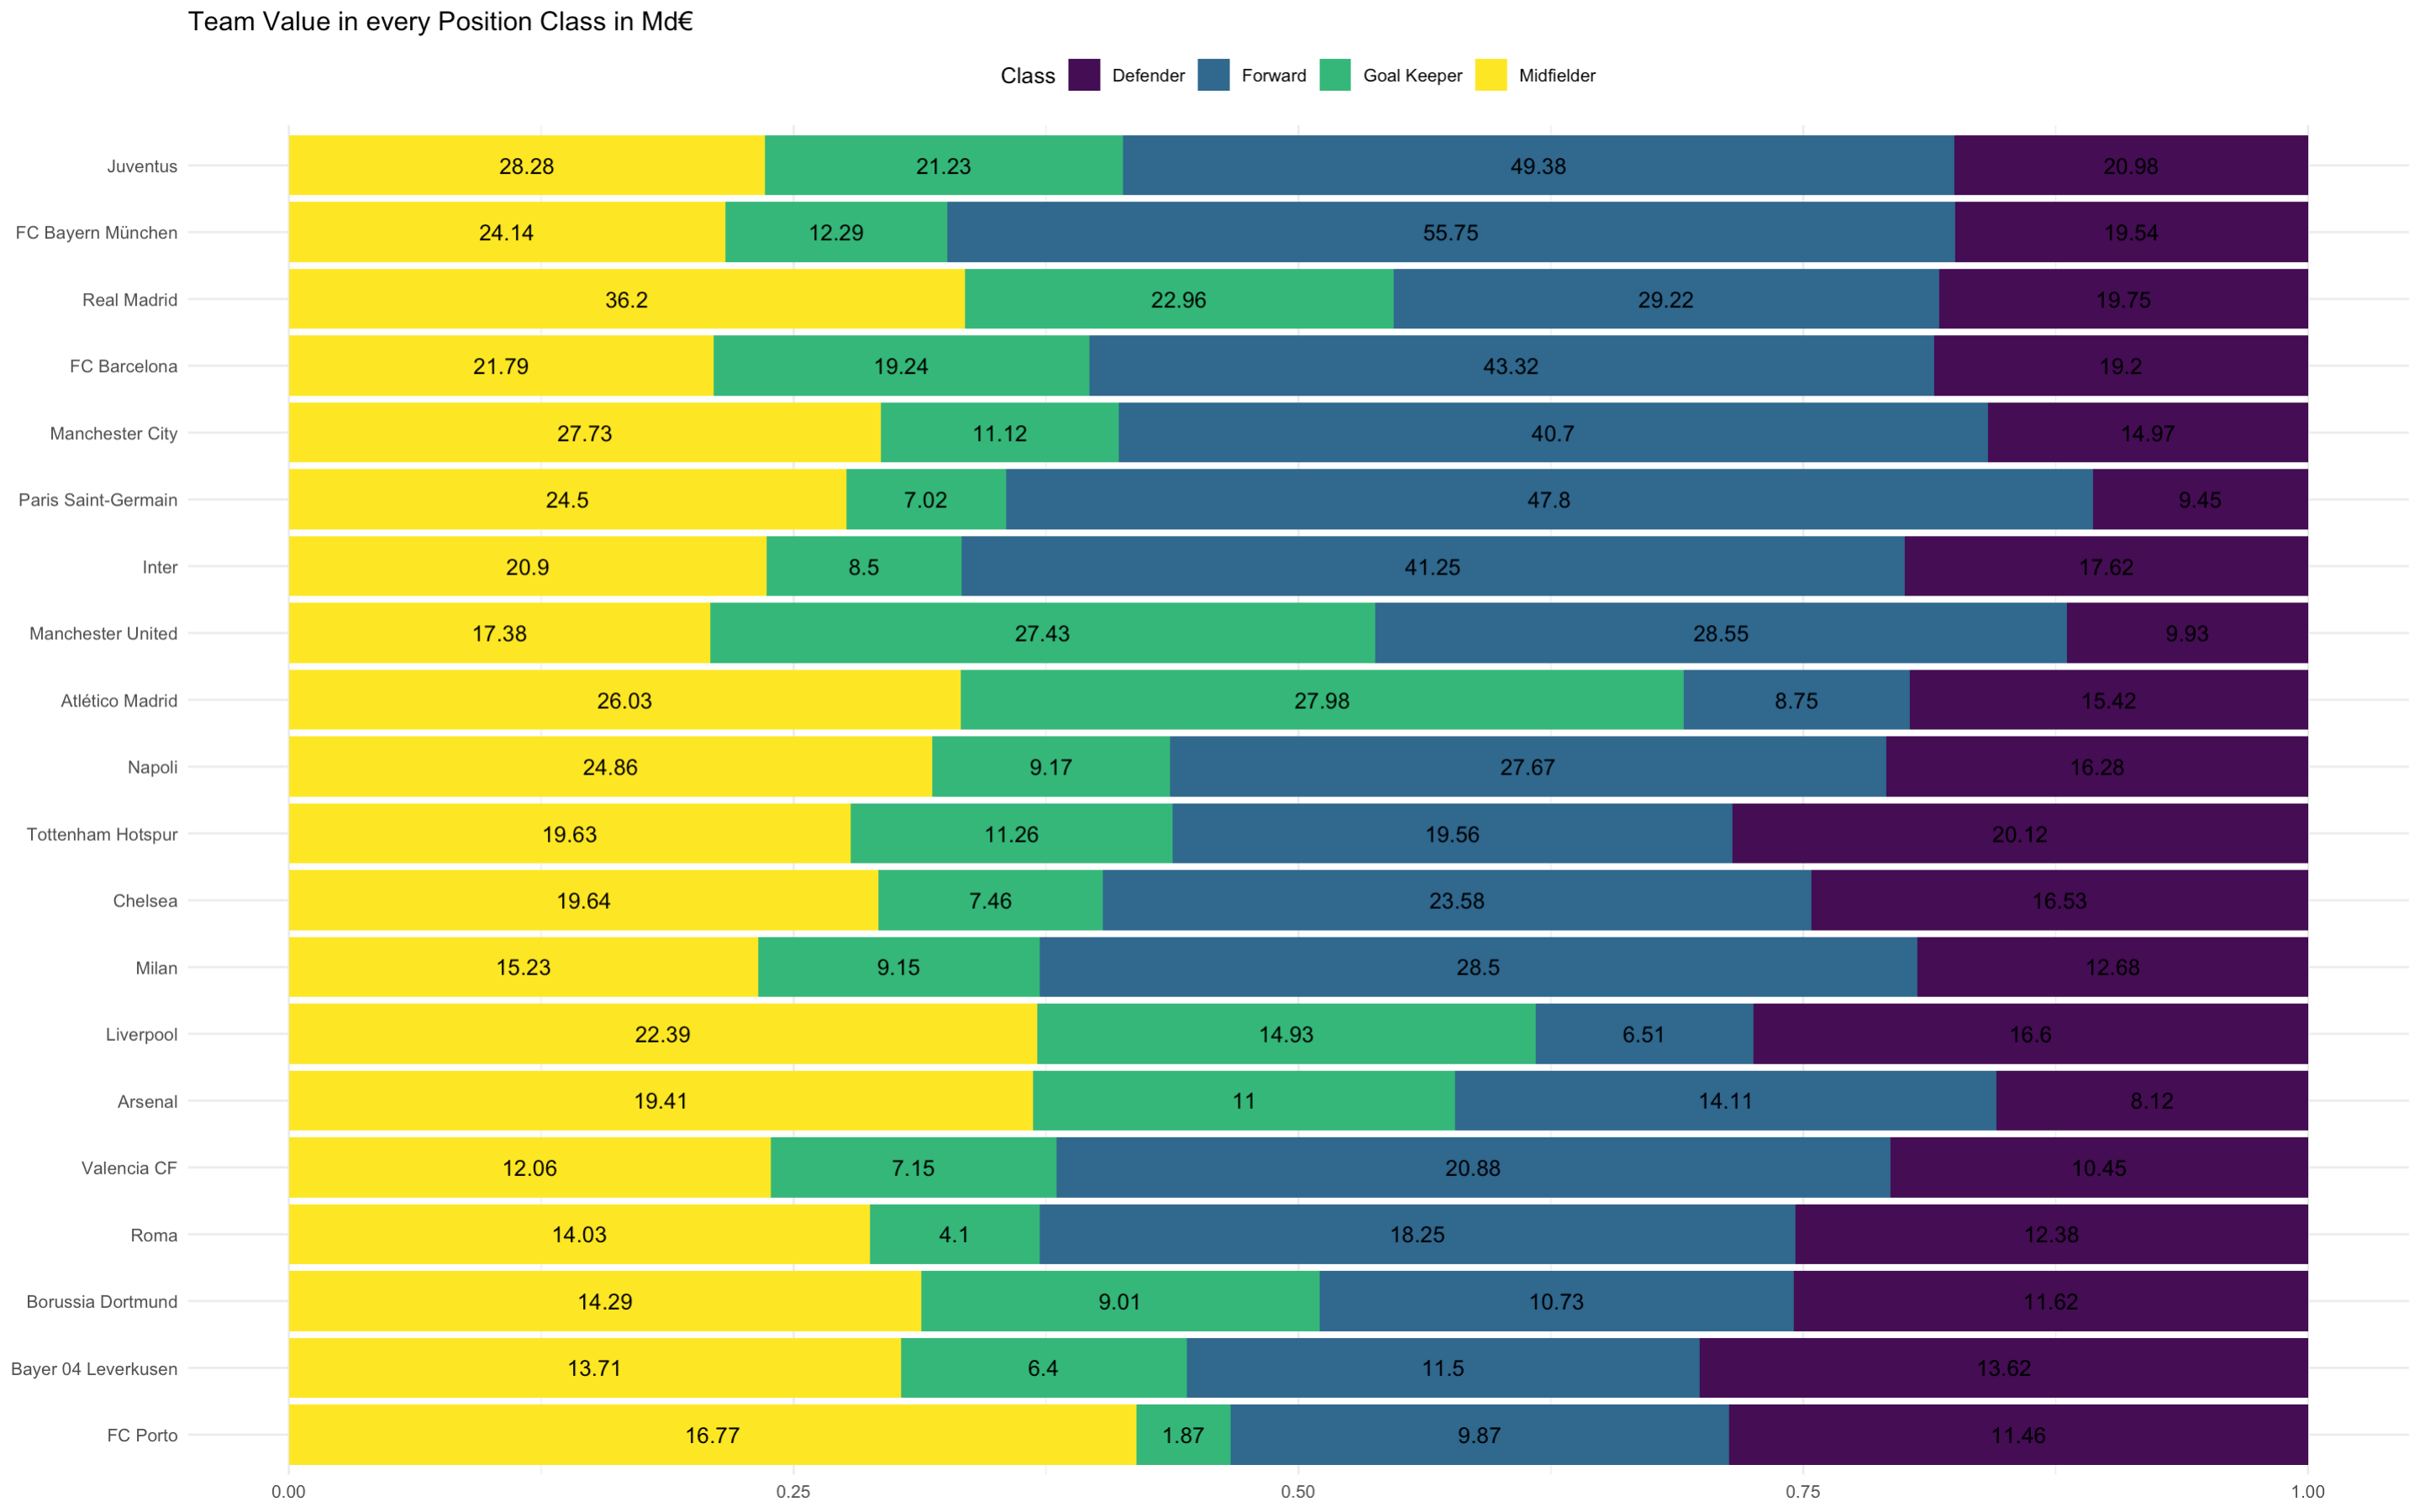 Team Value in every Position Class in Md€
Class Defender Forward Goal Keeper Midfielder
Juventus 28.28 21.23 49.38 20.98
FC Bayern München 24.14 12.29 55.75 19.54
Real Madrid 36.2 22.96 29.22 19.75
FC Barcelona 21.79 19.24 43.32 19.2
Manchester City 27.73 11.12 40.7 14.97
Paris Saint-Germain 24.5 7.02 47.8 9.45
Inter 20.9 8.5 41.25 17.62
Manchester United 17.38 27.43 28.55 9.93
Atlético Madrid 26.03 27.98 8.75 15.42
Napoli 24.86 9.17 27.67 16.28
Tottenham Hotspur 19.63 11.26 19.56 20.12
Chelsea 19.64 7.46 23.58 16.53
Milan 15.23 9.15 28.5 12.68
Liverpool 22.39 14.93 6.51 16.6
Arsenal 19.41 11 14.11 8.12
Valencia CF 12.06 7.15 20.88 10.45
Roma 14.03 4.1 18.25 12.38
Borussia Dortmund 14.29 9.01 10.73 11.62
Bayer 04 Leverkusen 13.71 6.4 11.5 13.62
FC Porto 16.77 1.87 9.87 11.46
0.00 0.25 0.50 0.75 1.00